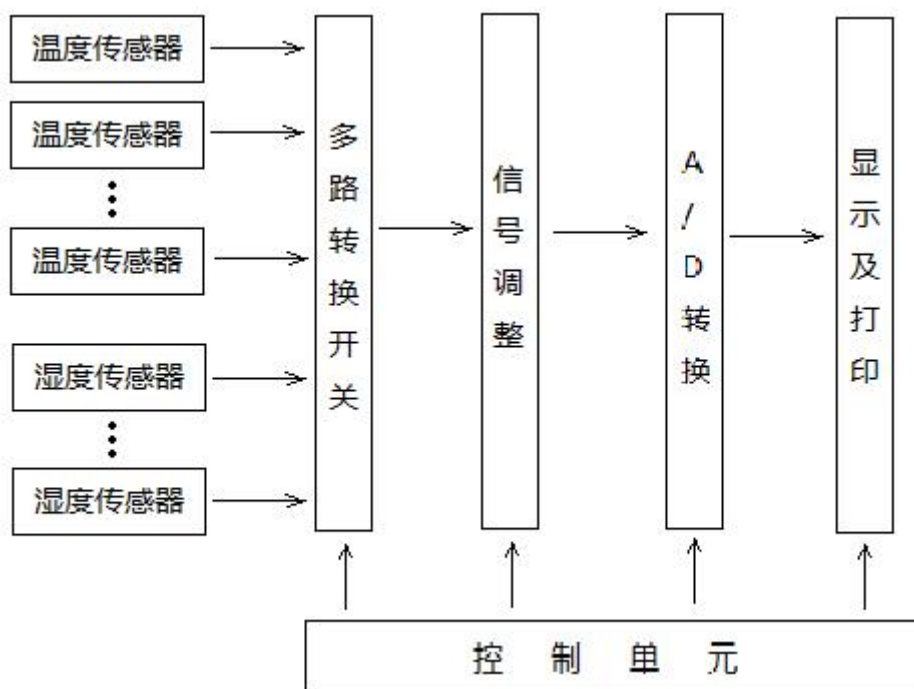 温度传感器
温度传感器
温度传感器
湿度传感器
湿度传感器
多路转换开关
信号调整
A/D转换
显示及打印
控制单元